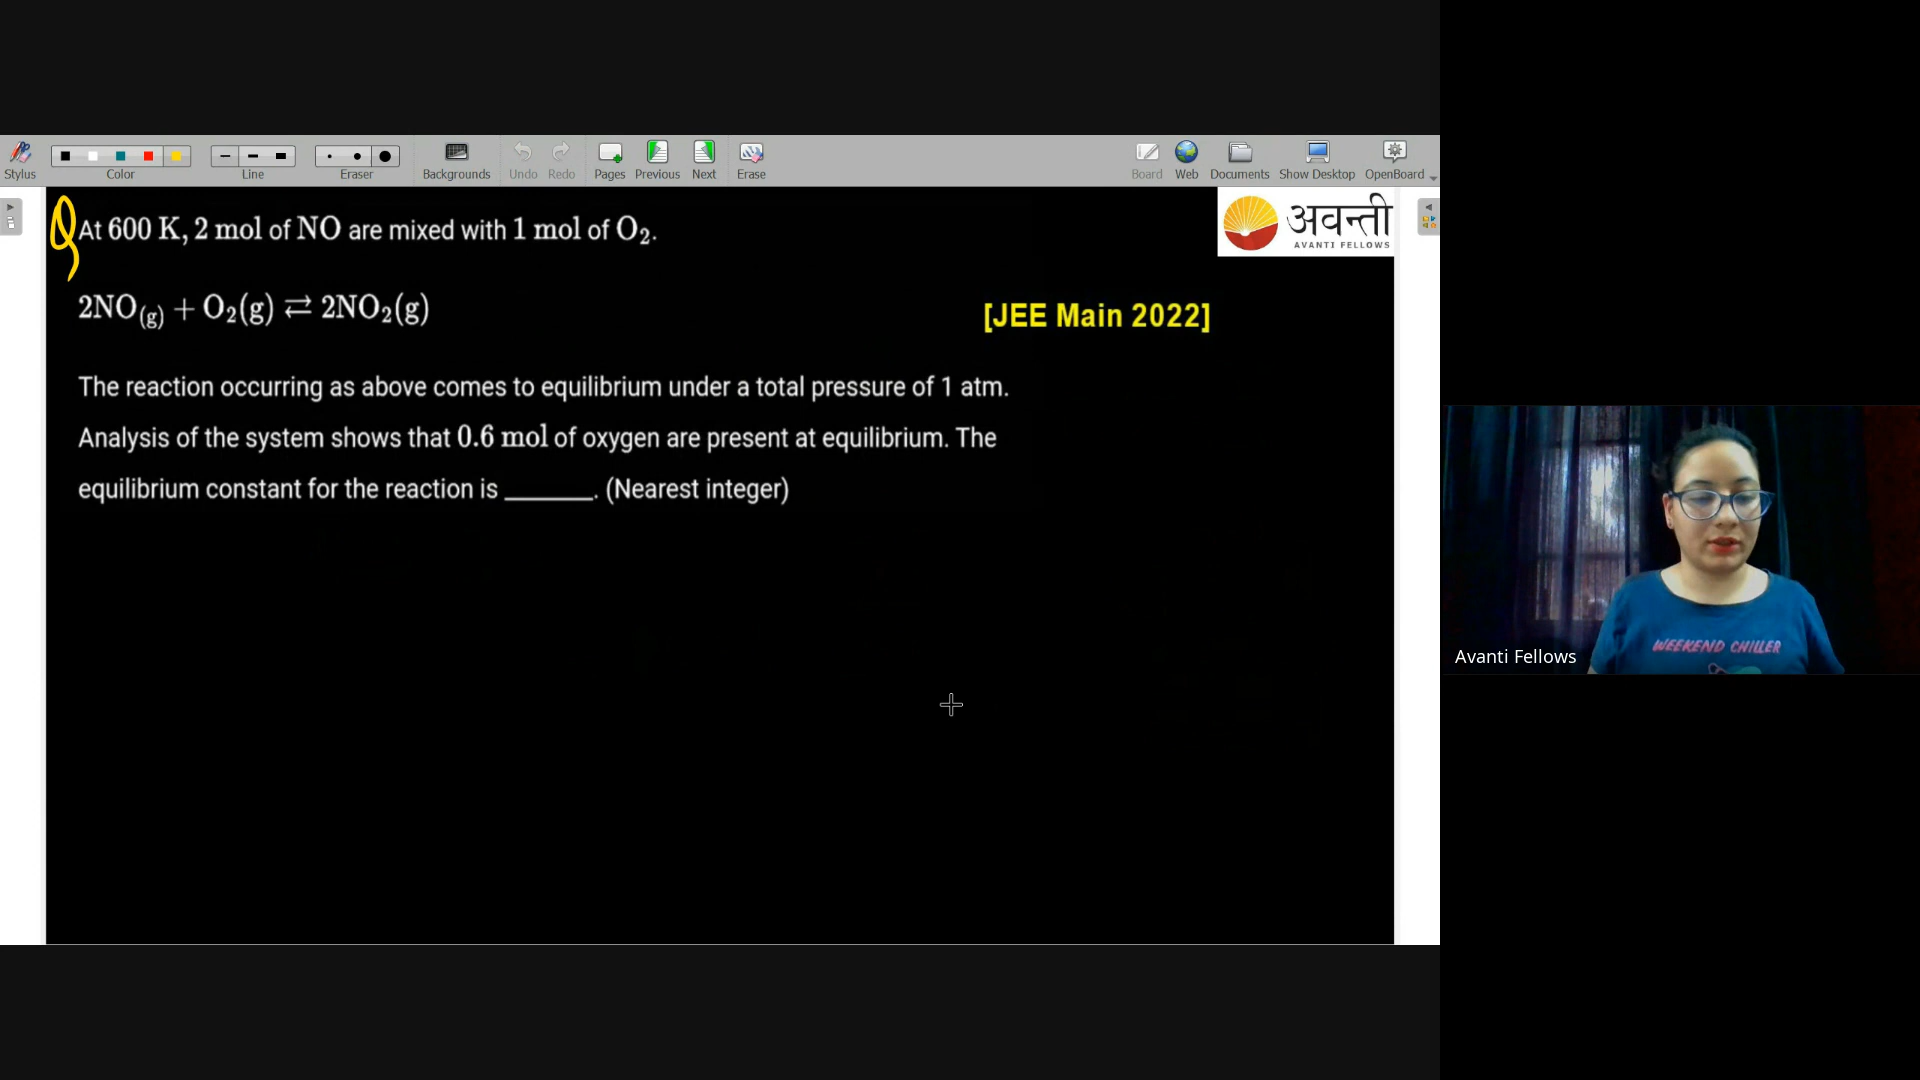 Stylus
Color
Line
Eraser
Backgrounds
Undo
Redo
Pages
Previous
Next
Erase
Board
Web
Documents
Show Desktop
OpenBoard
Q At 600 K, 2 mol of NO are mixed with 1 mol of O₂.
अवन्ती
AVANTI FELLOWS
2NO(g) + O₂(g) ⇄ 2NO₂(g)
[JEE Main 2022]
The reaction occurring as above comes to equilibrium under a total pressure of 1 atm.
Analysis of the system shows that 0.6 mol of oxygen are present at equilibrium. The
equilibrium constant for the reaction is ______. (Nearest integer)
WEEKEND CHILLER
Avanti Fellows